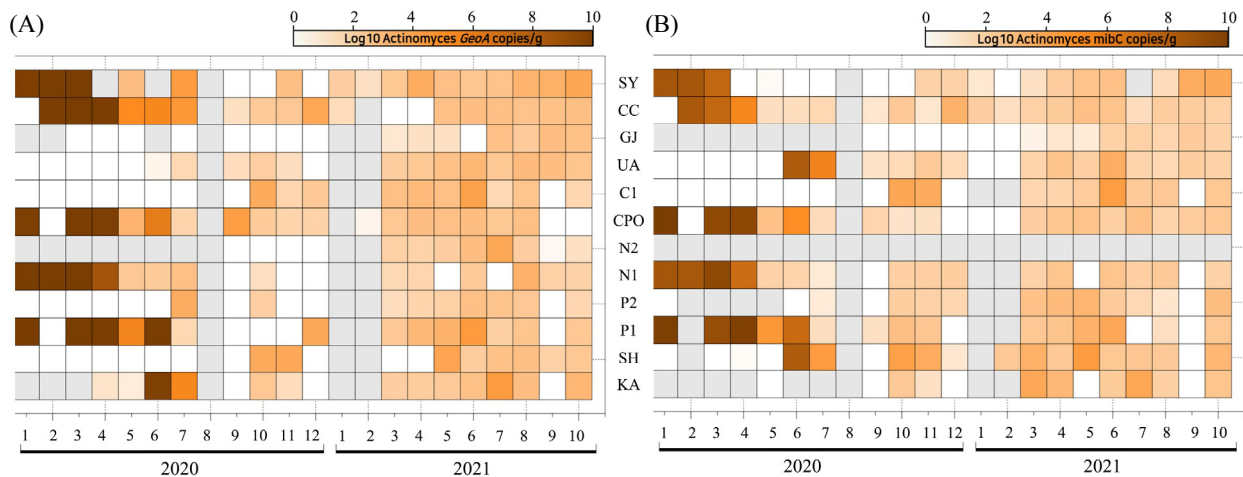 (A)
0 2 4 6 8 10
Log10 Actinomyces GeoA copies/g
(B)
0 2 4 6 8 10
Log10 Actinomyces mibC copies/g
SY
CC
GJ
UA
C1
CPO
N2
N1
P2
P1
SH
KA
1 2 3 4 5 6 7 8 9 10 11 12 1 2 3 4 5 6 7 8 9 10
2020 2021
1 2 3 4 5 6 7 8 9 10 11 12 1 2 3 4 5 6 7 8 9 10
2020 2021